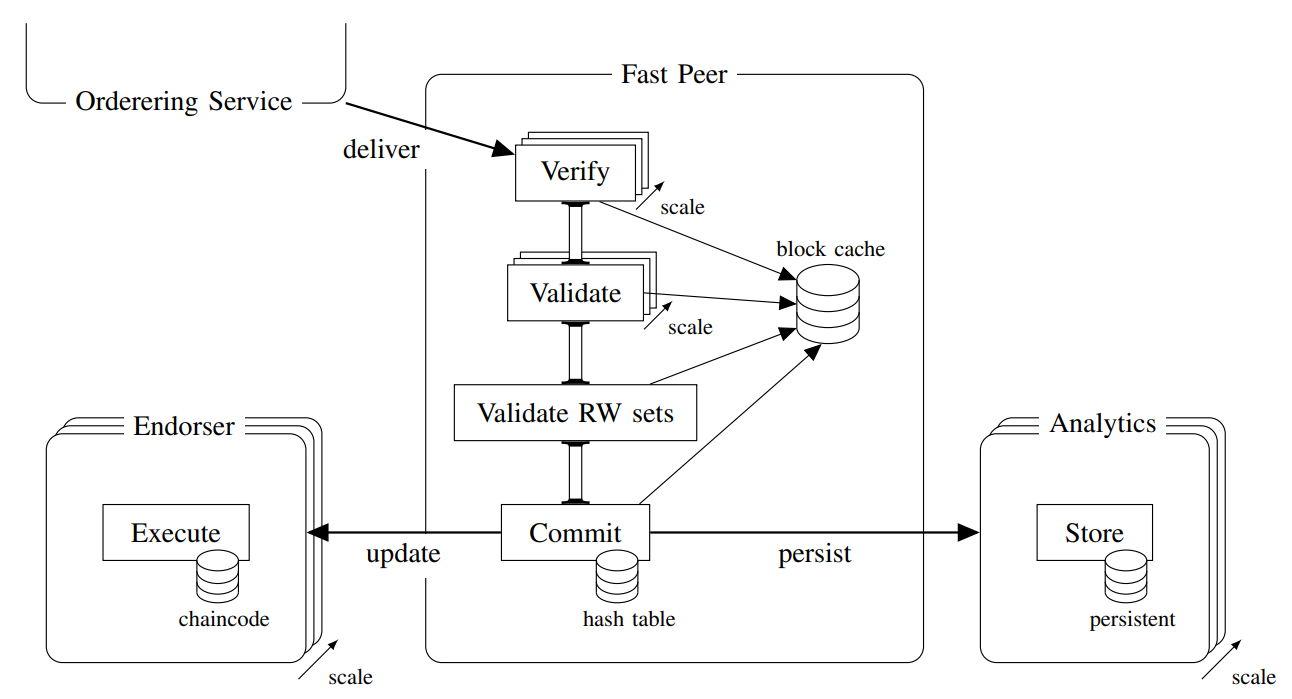 Fast Peer
Orderering Service
deliver
Verify
scale
block cache
Validate
scale
Validate RW sets
Endorser
Analytics
Execute
Commit
Store
update
persist
chaincode
hash table
persistent
scale
scale